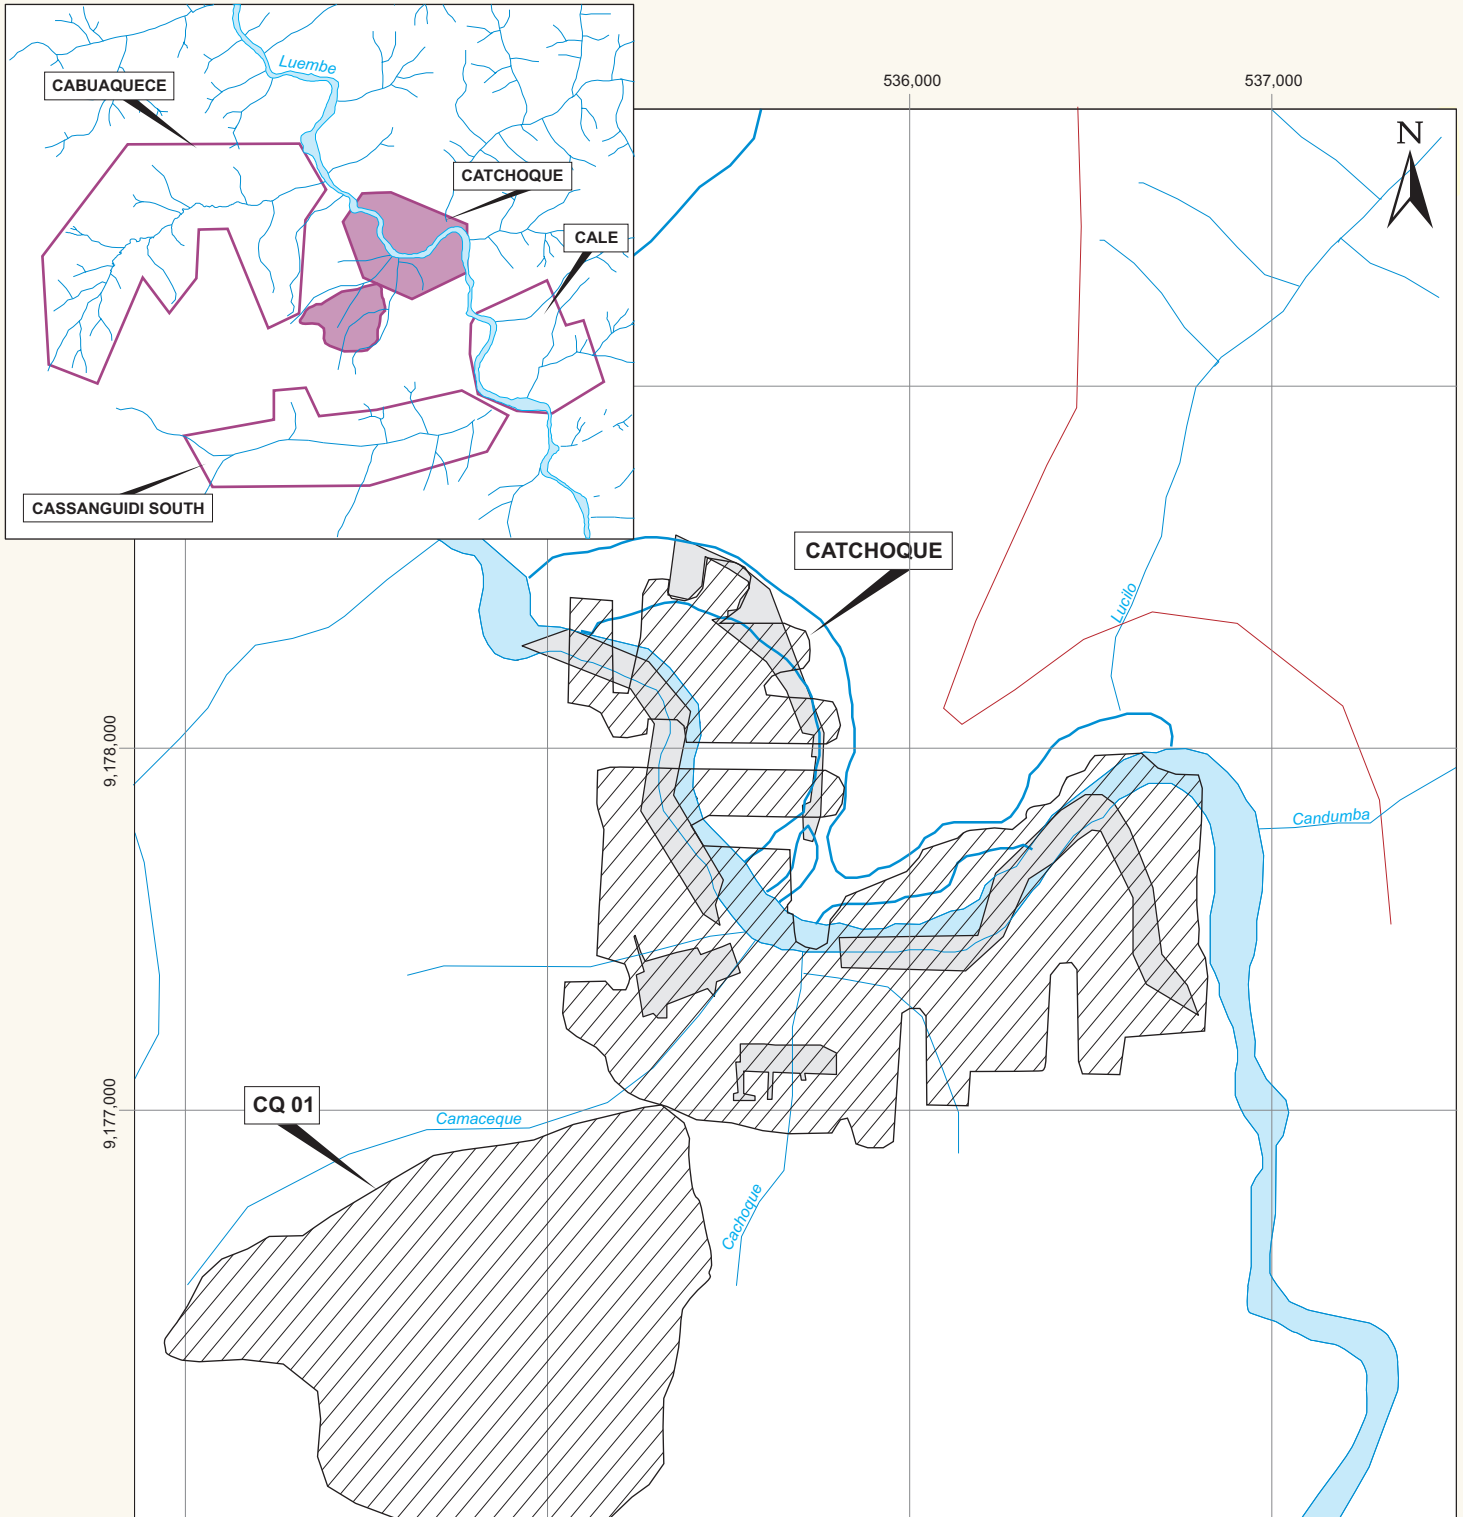 Luembe
CABUAQUECE
CATCHOQUE
CALE
CASSANGUIDI SOUTH
536,000
537,000
N
CATCHOQUE
Lucilo
9,178,000
Candumba
9,177,000
CQ 01
Camaceque
Cachoque